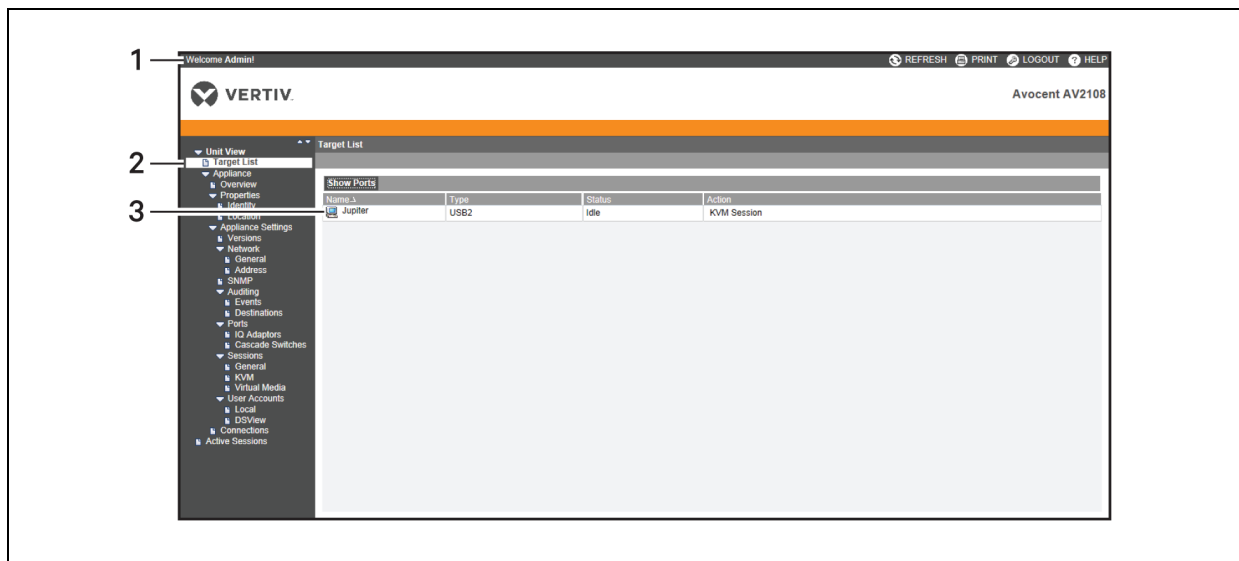 1
Welcome Admin!
REFRESH PRINT LOGOUT ? HELP
VERTIV.
Avocent AV2108
2
Unit View
Target List
Appliance
Overview
Properties
Identity
Location
Appliance Settings
Versions
Network
General
Address
SNMP
Auditing
Events
Destinations
Ports
IQ Adaptors
Cascade Switches
Sessions
General
KVM
Virtual Media
User Accounts
Local
DSView
Connections
Active Sessions
Target List
Show Ports
Name Type Status Action
3
Jupiter USB2 Idle KVM Session